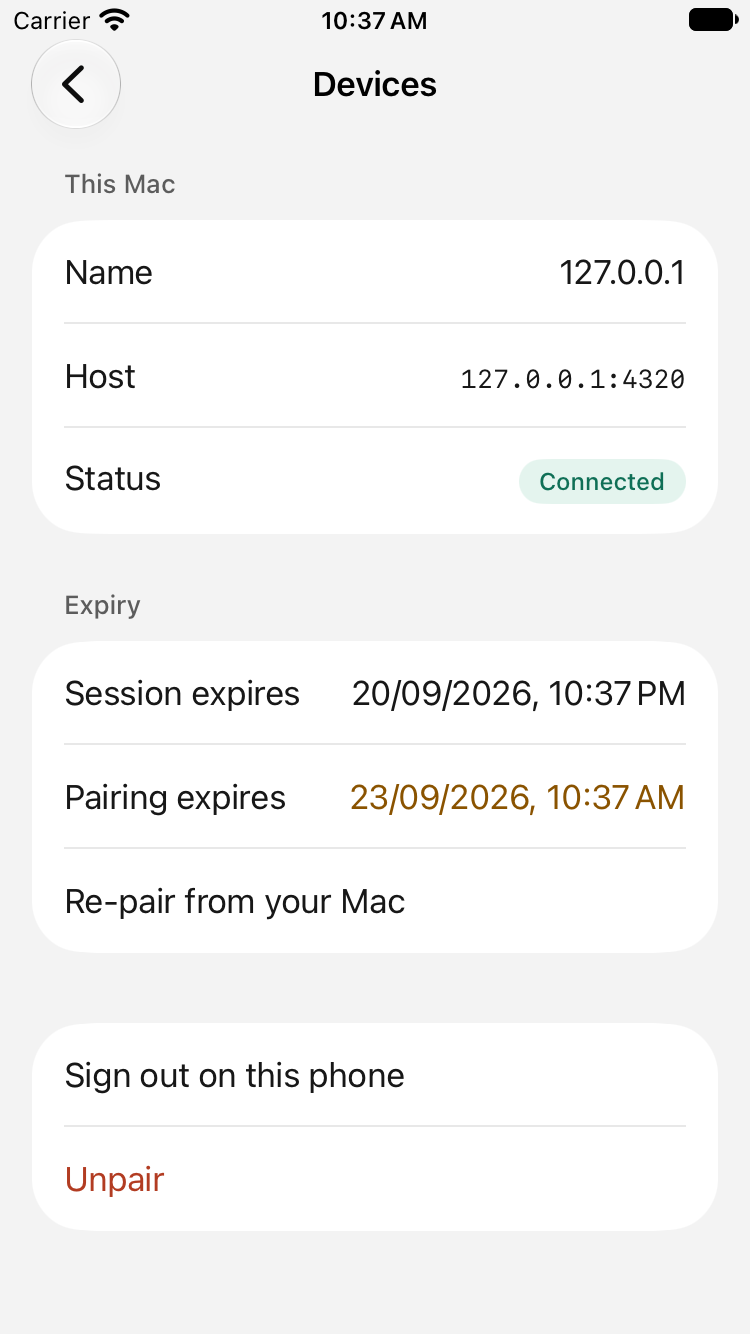 Carrier 10:37 AM
Devices
This Mac
Name 127.0.0.1
Host 127.0.0.1:4320
Status Connected
Expiry
Session expires 20/09/2026, 10:37 PM
Pairing expires 23/09/2026, 10:37 AM
Re-pair from your Mac
Sign out on this phone
Unpair